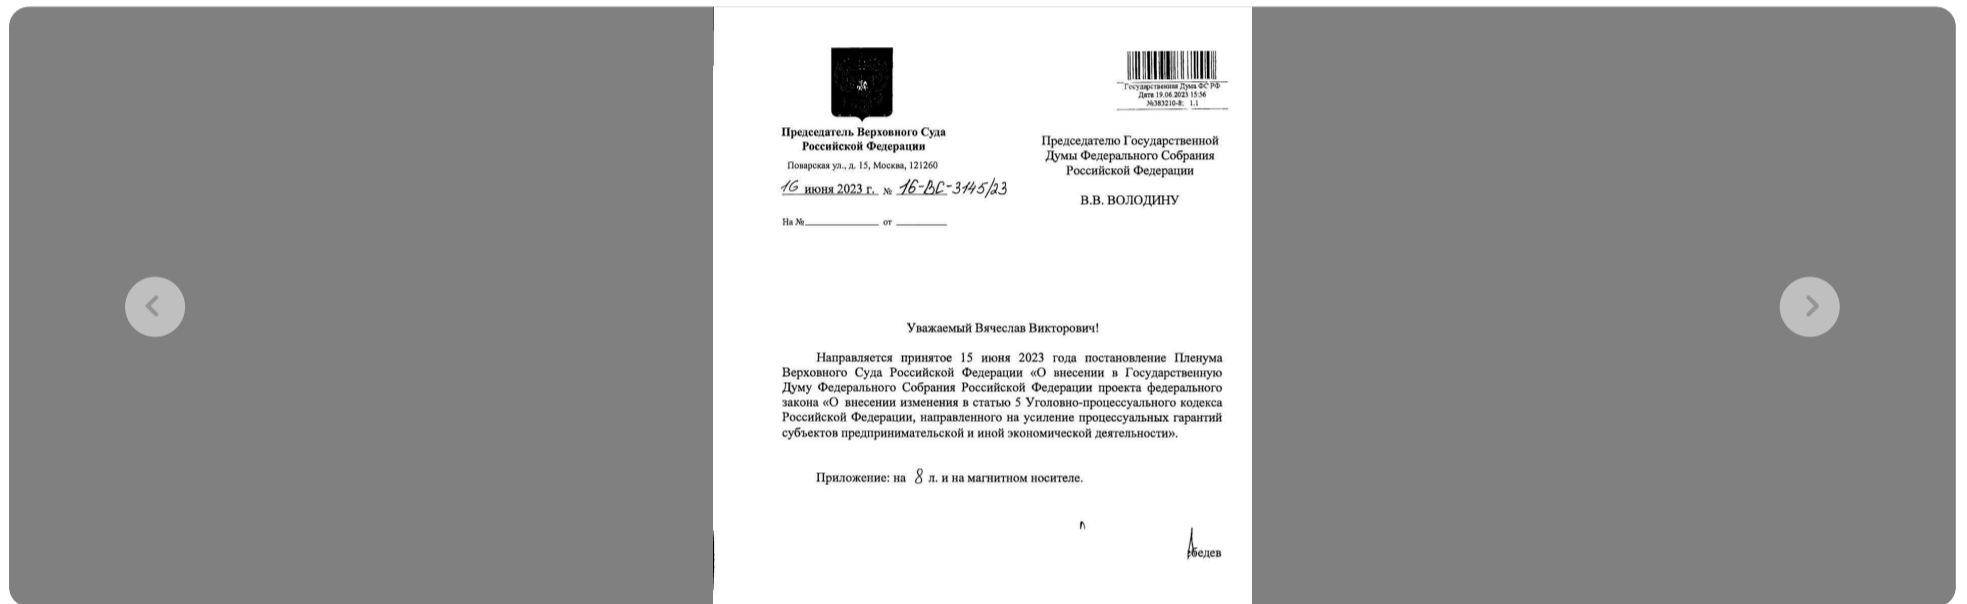 Государственная Дума ФС РФ
Дата 19.06.2023 15:56
№383210-8; 1.1
Председатель Верховного Суда
Российской Федерации
Поварская ул., д. 15, Москва, 121260
16 июня 2023 г. № 16-ВС-3145/23
На № от
Председателю Государственной
Думы Федерального Собрания
Российской Федерации
В.В. ВОЛОДИНУ
Уважаемый Вячеслав Викторович!
Направляется принятое 15 июня 2023 года постановление Пленума
Верховного Суда Российской Федерации «О внесении в Государственную
Думу Федерального Собрания Российской Федерации проекта федерального
закона «О внесении изменения в статью 5 Уголовно-процессуального кодекса
Российской Федерации, направленного на усиление процессуальных гарантий
субъектов предпринимательской и иной экономической деятельности».
Приложение: на 8 л. и на магнитном носителе.